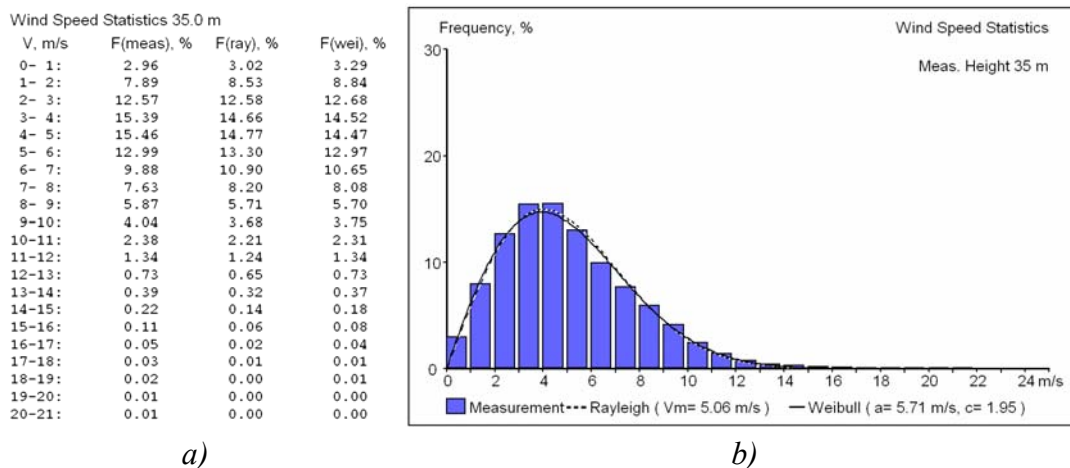 Wind Speed Statistics 35.0 m
V, m/s F(meas), % F(ray), % F(wei), %
0- 1: 2.96 3.02 3.29
1- 2: 7.89 8.53 8.84
2- 3: 12.57 12.58 12.68
3- 4: 15.39 14.66 14.52
4- 5: 15.46 14.77 14.47
5- 6: 12.99 13.30 12.97
6- 7: 9.88 10.90 10.65
7- 8: 7.63 8.20 8.08
8- 9: 5.87 5.71 5.70
9-10: 4.04 3.68 3.75
10-11: 2.38 2.21 2.31
11-12: 1.34 1.24 1.34
12-13: 0.73 0.65 0.73
13-14: 0.39 0.32 0.37
14-15: 0.22 0.14 0.18
15-16: 0.11 0.06 0.08
16-17: 0.05 0.02 0.04
17-18: 0.03 0.01 0.01
18-19: 0.02 0.00 0.01
19-20: 0.01 0.00 0.00
20-21: 0.01 0.00 0.00
a)
Frequency, % Wind Speed Statistics
30
Meas. Height 35 m
20
10
0
0 2 4 6 8 10 12 14 16 18 20 22 24 m/s
Measurement Rayleigh ( Vm= 5.06 m/s ) Weibull ( a= 5.71 m/s, c= 1.95 )
b)